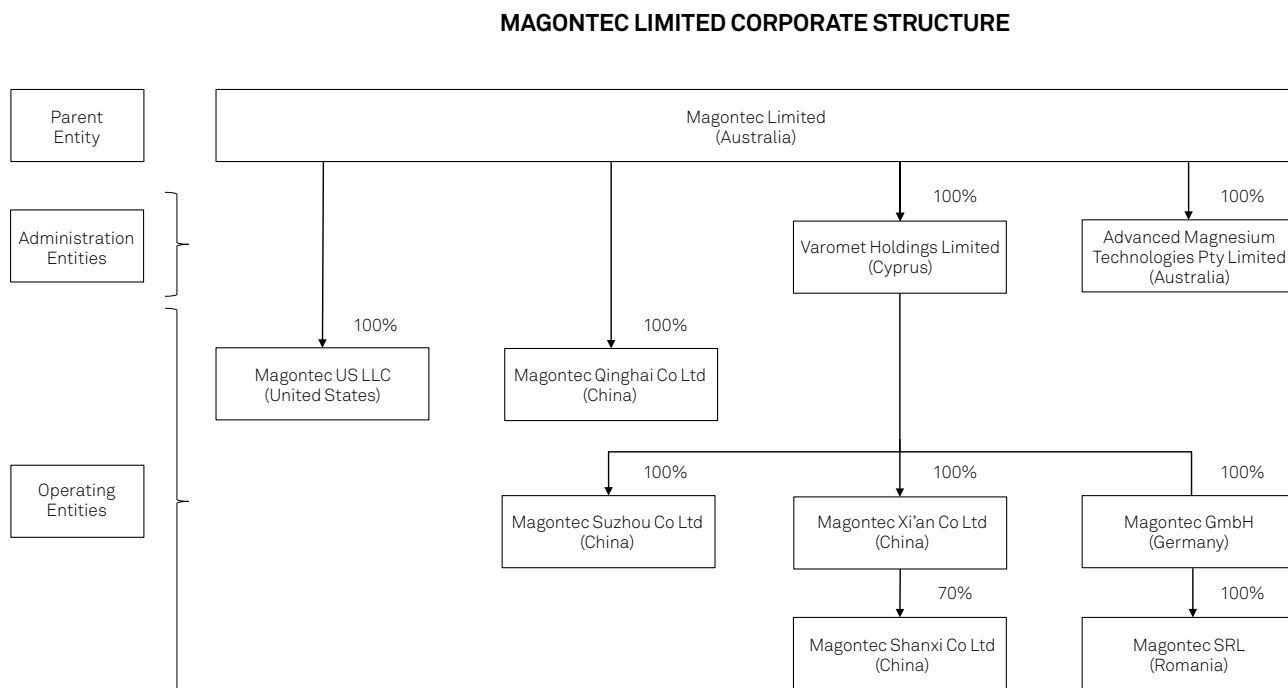 MAGONTEC LIMITED CORPORATE STRUCTURE
Parent
Entity
Magontec Limited
(Australia)
100%
100%
Administration
Entities
Varomet Holdings Limited
(Cyprus)
Advanced Magnesium
Technologies Pty Limited
(Australia)
100%
100%
Magontec US LLC
(United States)
Magontec Qinghai Co Ltd
(China)
100%
100%
100%
Operating
Entities
Magontec Suzhou Co Ltd
(China)
Magontec Xi'an Co Ltd
(China)
Magontec GmbH
(Germany)
70%
100%
Magontec Shanxi Co Ltd
(China)
Magontec SRL
(Romania)